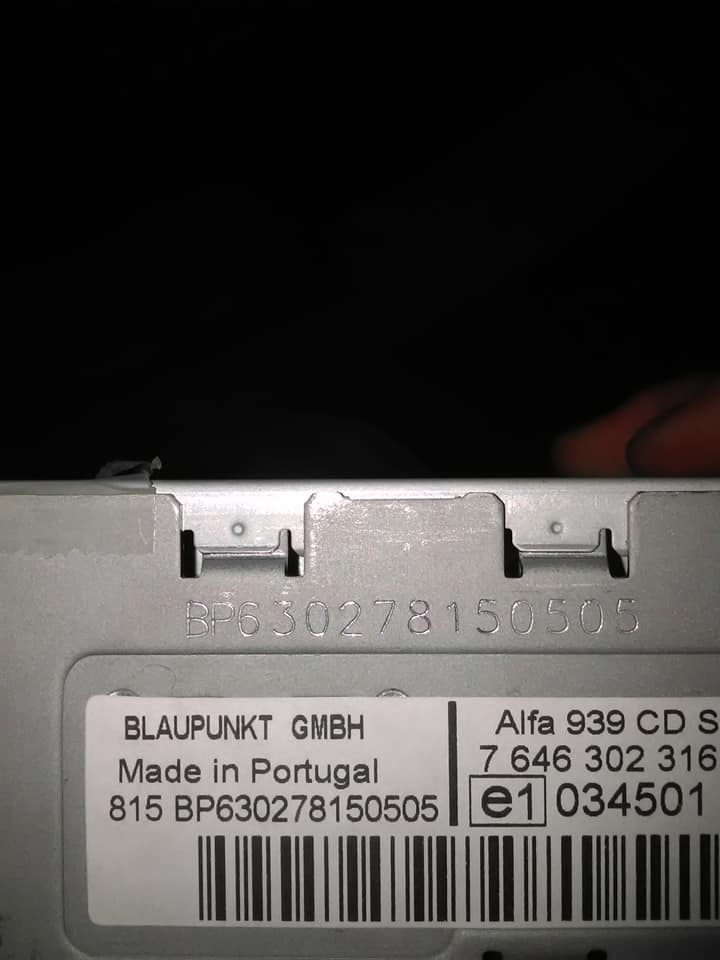 BP630278150505
BLAUPUNKT GMBH
Made in Portugal
815 BP630278150505
Alfa 939 CD S
7 646 302 316
e1 034501